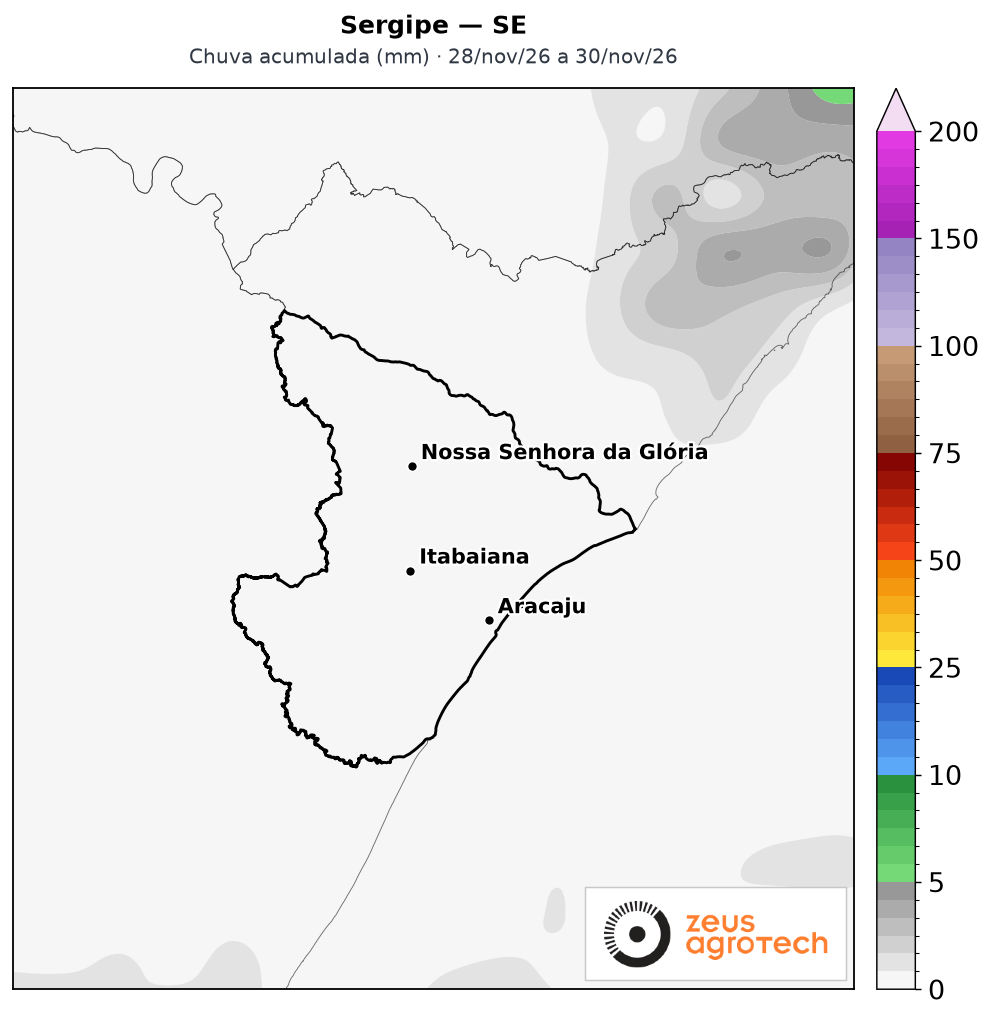 Sergipe — SE
Chuva acumulada (mm) · 28/nov/26 a 30/nov/26
200
150
100
75
50
25
10
5
0
Nossa Senhora da Glória
Itabaiana
Aracaju
zeus
agrotech